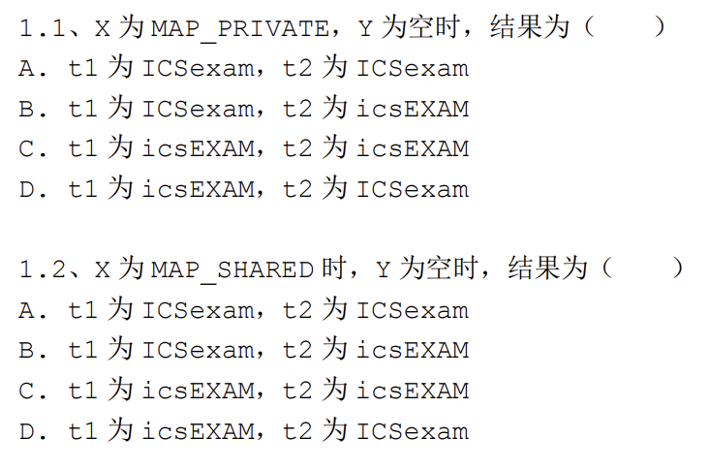 1.1、X 为 MAP_PRIVATE，Y 为空时，结果为（　　）
A. t1 为 ICSexam，t2 为 ICSexam
B. t1 为 ICSexam，t2 为 icsEXAM
C. t1 为 icsEXAM，t2 为 icsEXAM
D. t1 为 icsEXAM，t2 为 ICSexam
1.2、X 为 MAP_SHARED 时，Y 为空时，结果为（　　）
A. t1 为 ICSexam，t2 为 ICSexam
B. t1 为 ICSexam，t2 为 icsEXAM
C. t1 为 icsEXAM，t2 为 icsEXAM
D. t1 为 icsEXAM，t2 为 ICSexam